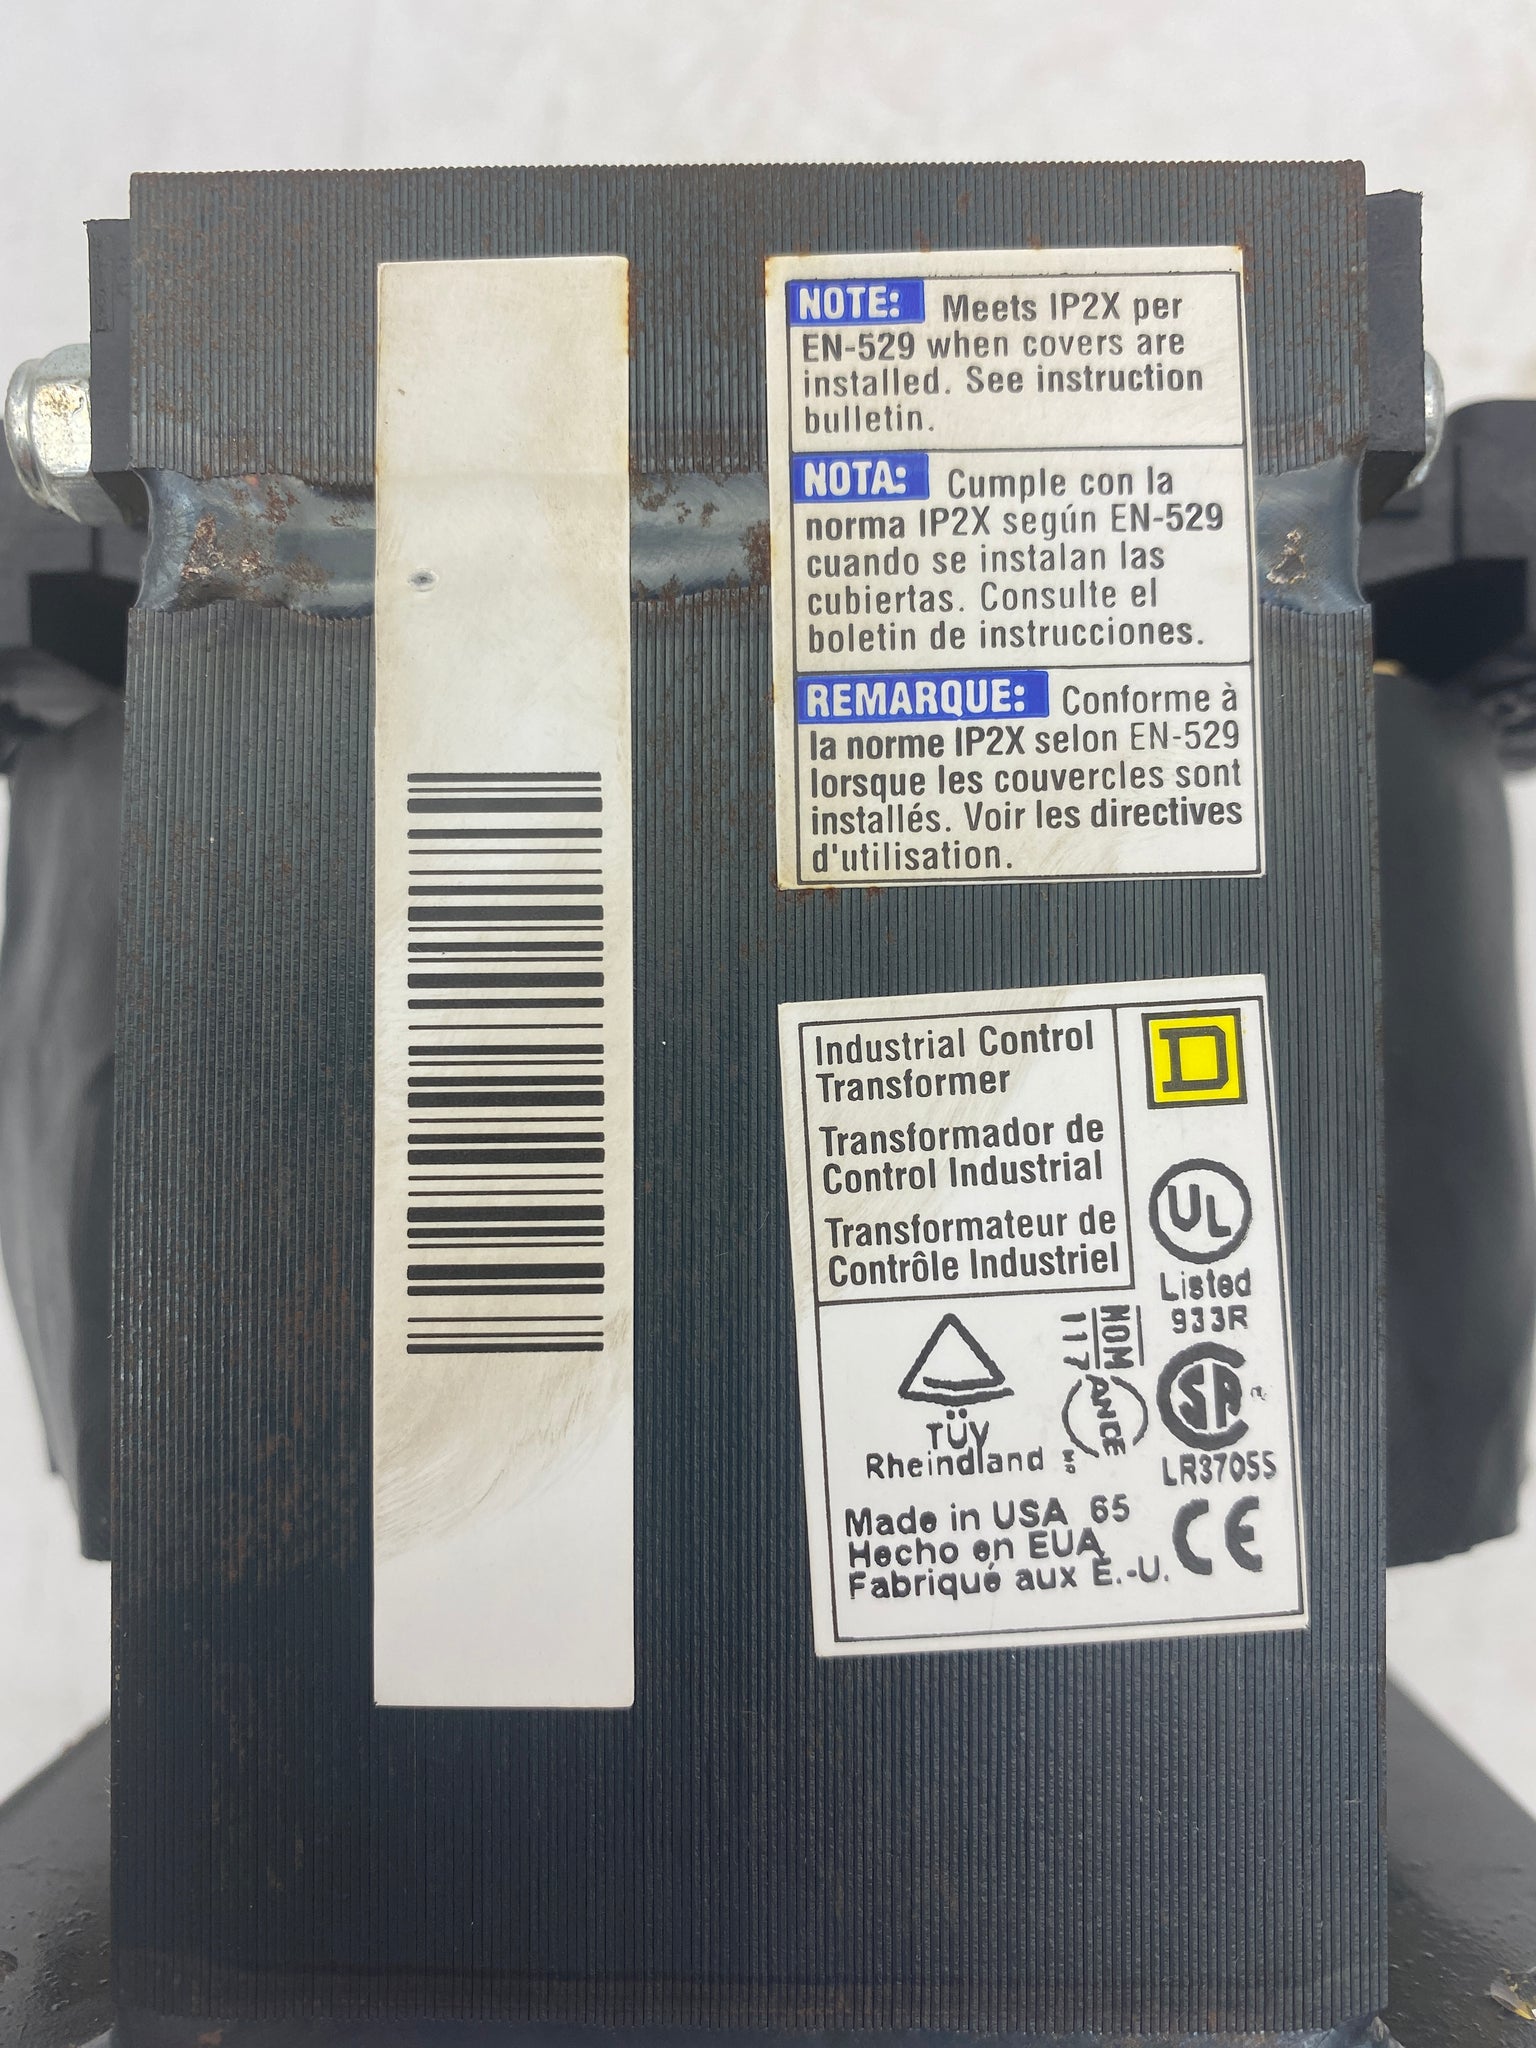 NOTE: Meets IP2X per
EN-529 when covers are
installed. See instruction
bulletin.
NOTA: Cumple con la
norma IP2X según EN-529
cuando se instalan las
cubiertas. Consulte el
boletin de instrucciones.
REMARQUE: Conforme à
la norme IP2X selon EN-529
lorsque les couvercles sont
installés. Voir les directives
d'utilisation.
Industrial Control
Transformer
Transformador de
Control Industrial
Transformateur de
Contrôle Industriel
D
UL
Listed
933R
TÜV
Rheindland
NOM
117
ANCE
SA
LR37055
Made in USA 65
Hecho en EUA
Fabriqué aux É.-U.
CE